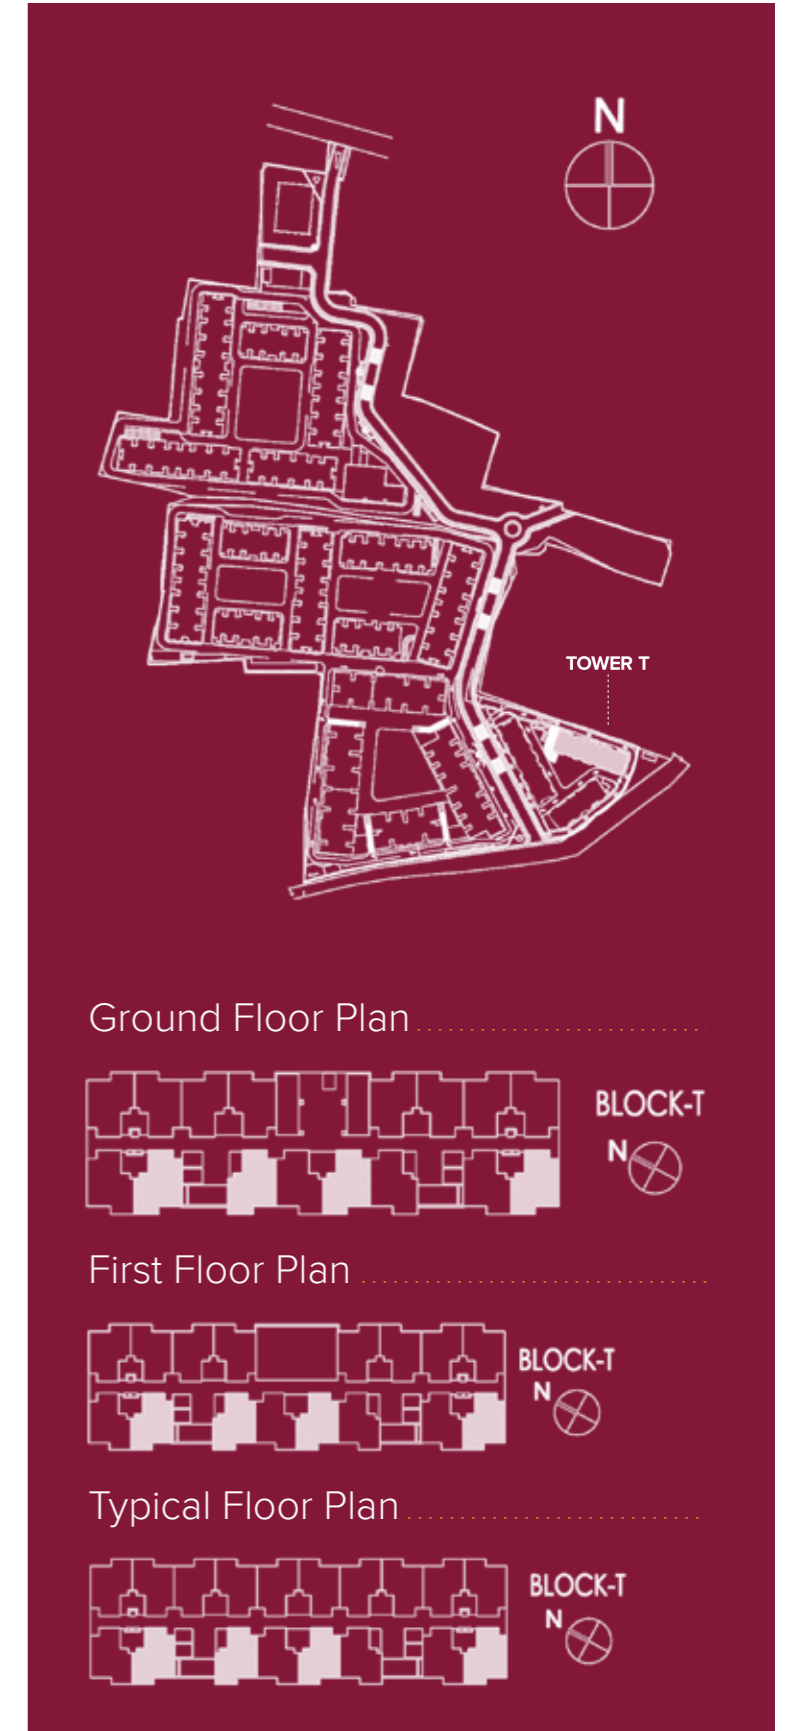 N
TOWER T
Ground Floor Plan
BLOCK-T
N
First Floor Plan
BLOCK-T
N
Typical Floor Plan
BLOCK-T
N